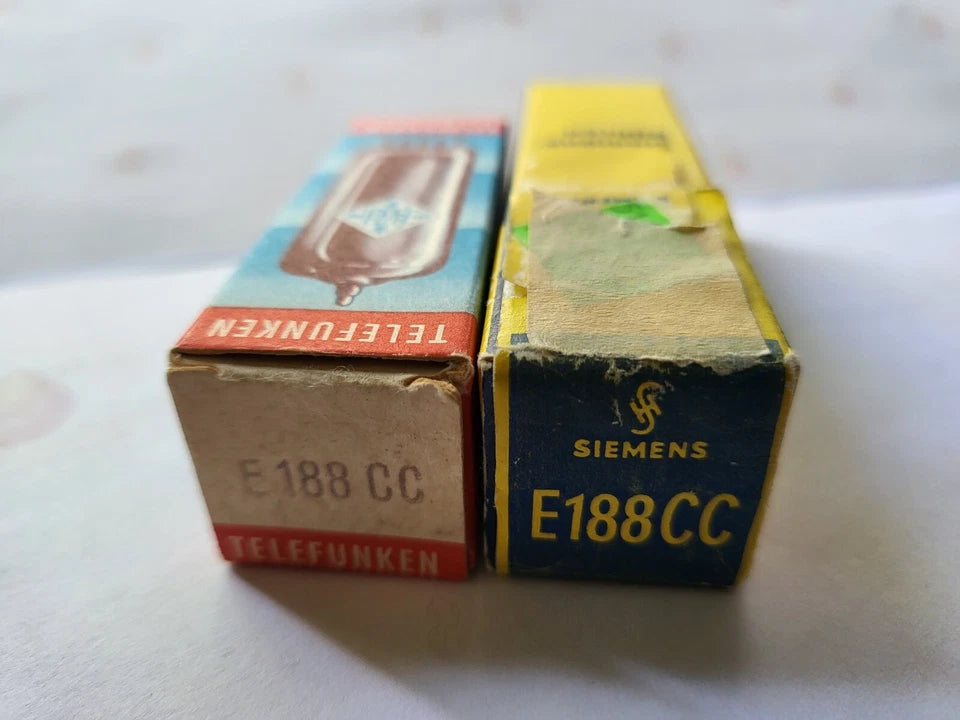 TELEFUNKEN
E 188 CC
TELEFUNKEN
SIEMENS
E188CC